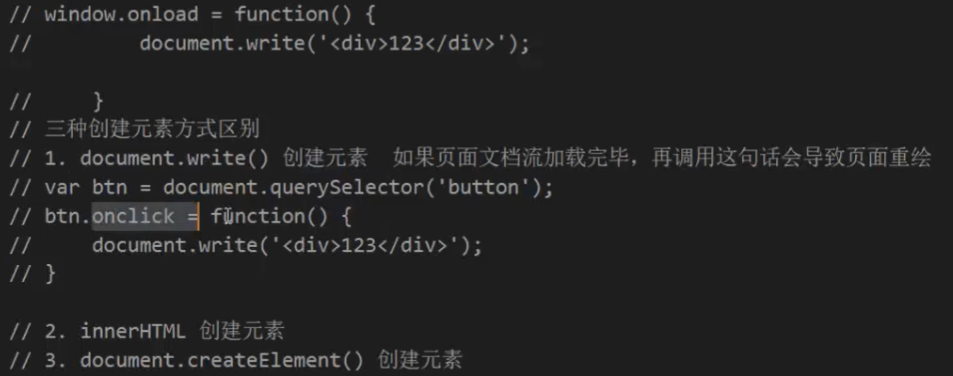 // window.onload = function() {
//         document.write('<div>123</div>');
//     }
// 三种创建元素方式区别
// 1. document.write() 创建元素  如果页面文档流加载完毕，再调用这句话会导致页面重绘
// var btn = document.querySelector('button');
// btn.onclick = function() {
//     document.write('<div>123</div>');
// }
// 2. innerHTML 创建元素
// 3. document.createElement() 创建元素